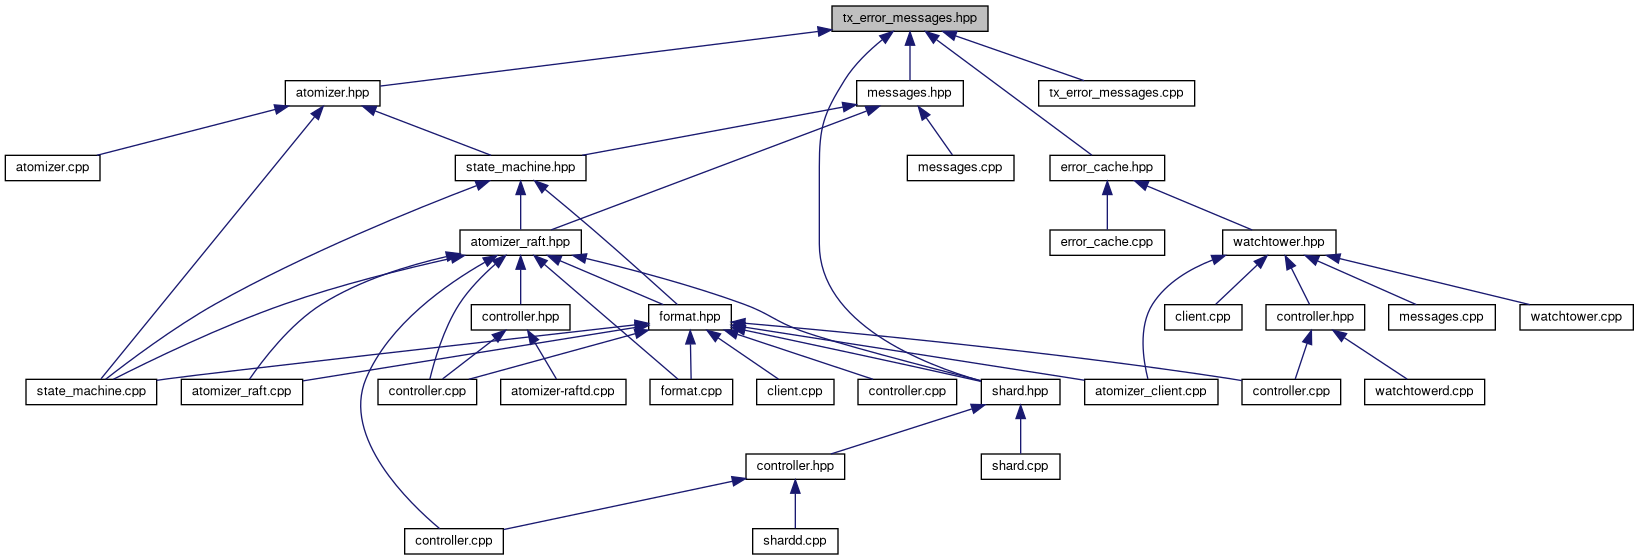 tx_error_messages.hpp
atomizer.hpp
messages.hpp
tx_error_messages.cpp
atomizer.cpp
state_machine.hpp
messages.cpp
error_cache.hpp
atomizer_raft.hpp
error_cache.cpp
watchtower.hpp
controller.hpp
format.hpp
client.cpp
controller.hpp
messages.cpp
watchtower.cpp
state_machine.cpp
atomizer_raft.cpp
controller.cpp
atomizer-raftd.cpp
format.cpp
client.cpp
controller.cpp
shard.hpp
atomizer_client.cpp
controller.cpp
watchtowerd.cpp
controller.hpp
shard.cpp
controller.cpp
shardd.cpp